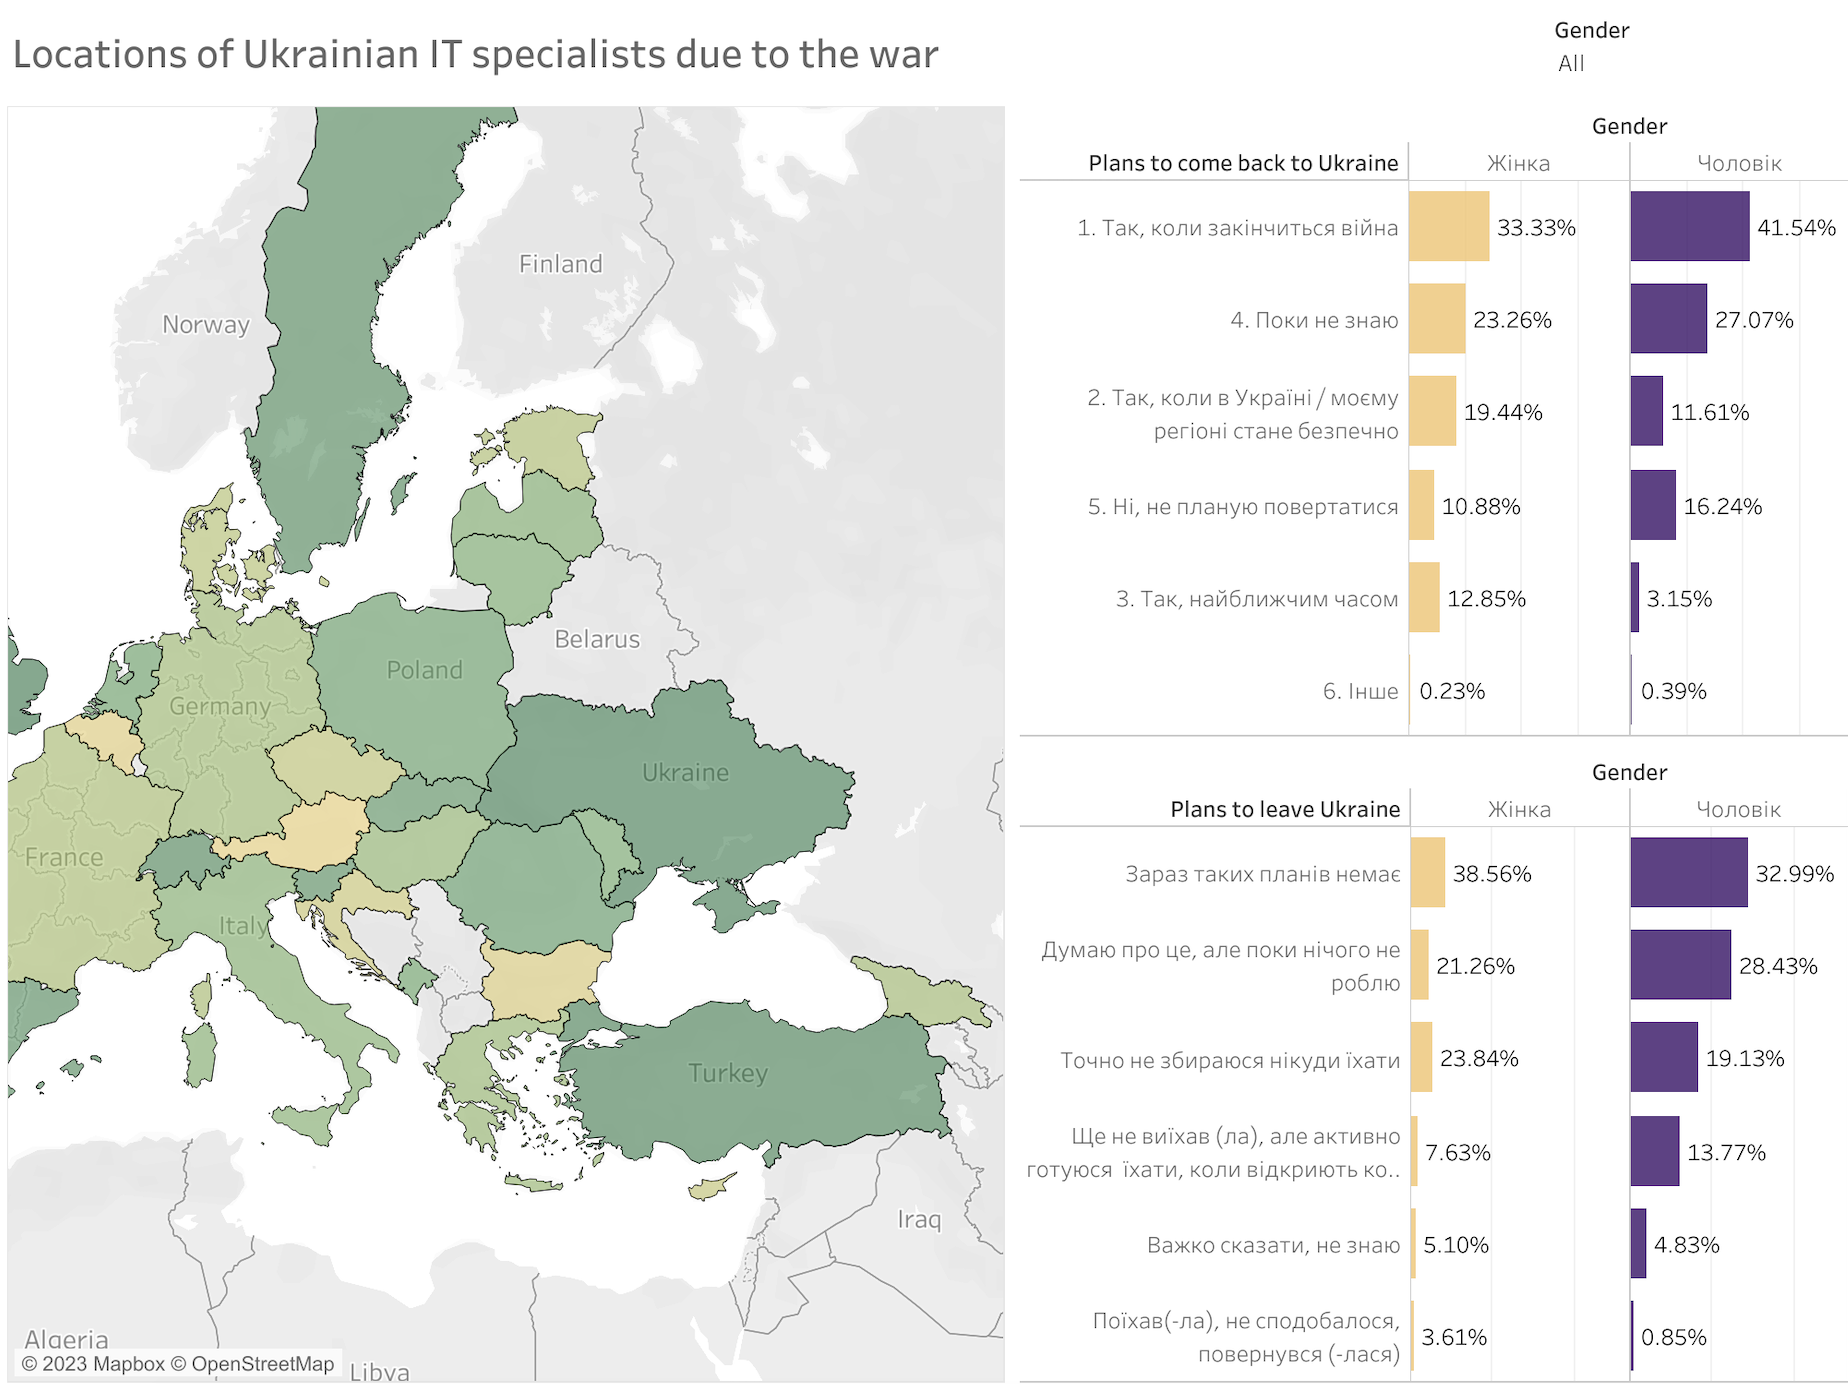 Locations of Ukrainian IT specialists due to the war
Norway
Finland
Belarus
Poland
Germany
Ukraine
France
Italy
Turkey
Iraq
Algeria
Libya
© 2023 Mapbox © OpenStreetMap
Gender
All
Gender
Plans to come back to Ukraine
Жінка
Чоловік
1. Так, коли закінчиться війна
33.33%
41.54%
4. Поки не знаю
23.26%
27.07%
2. Так, коли в Україні / моєму
регіоні стане безпечно
19.44%
11.61%
5. Ні, не планую повертатися
10.88%
16.24%
3. Так, найближчим часом
12.85%
3.15%
6. Інше
0.23%
0.39%
Gender
Plans to leave Ukraine
Жінка
Чоловік
Зараз таких планів немає
38.56%
32.99%
Думаю про це, але поки нічого не
роблю
21.26%
28.43%
Точно не збираюся нікуди їхати
23.84%
19.13%
Ще не виїхав (ла), але активно
готуюся їхати, коли відкриють ко..
7.63%
13.77%
Важко сказати, не знаю
5.10%
4.83%
Поїхав(-ла), не сподобалося,
повернувся (-лася)
3.61%
0.85%